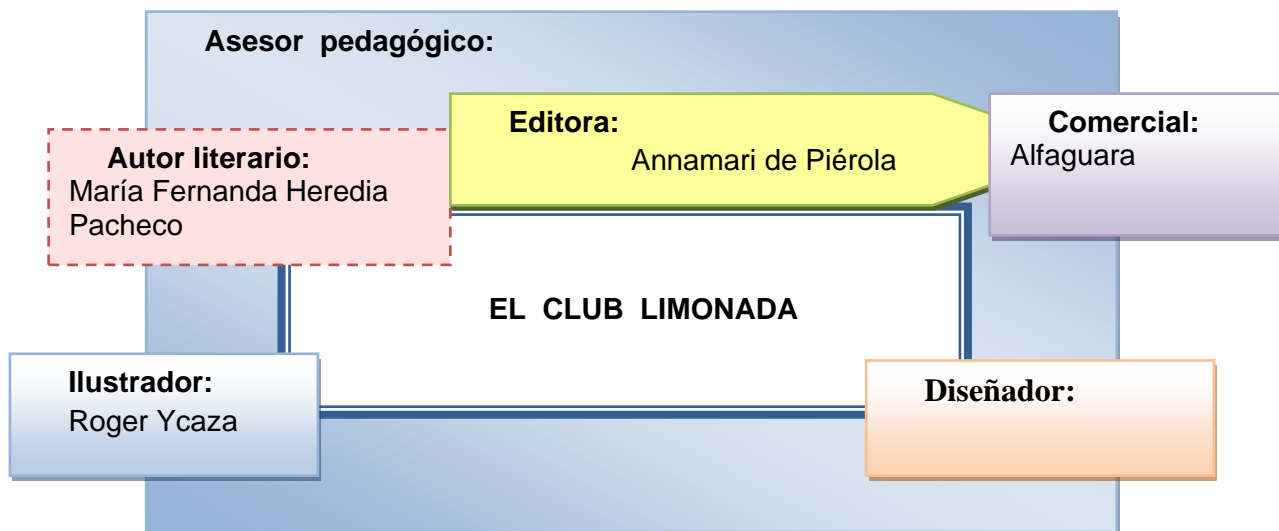 Asesor pedagógico:
Editora:
Annamari de Piérola
Comercial:
Alfaguara
Autor literario:
María Fernanda Heredia
Pacheco
EL CLUB LIMONADA
Ilustrador:
Roger Ycaza
Diseñador: